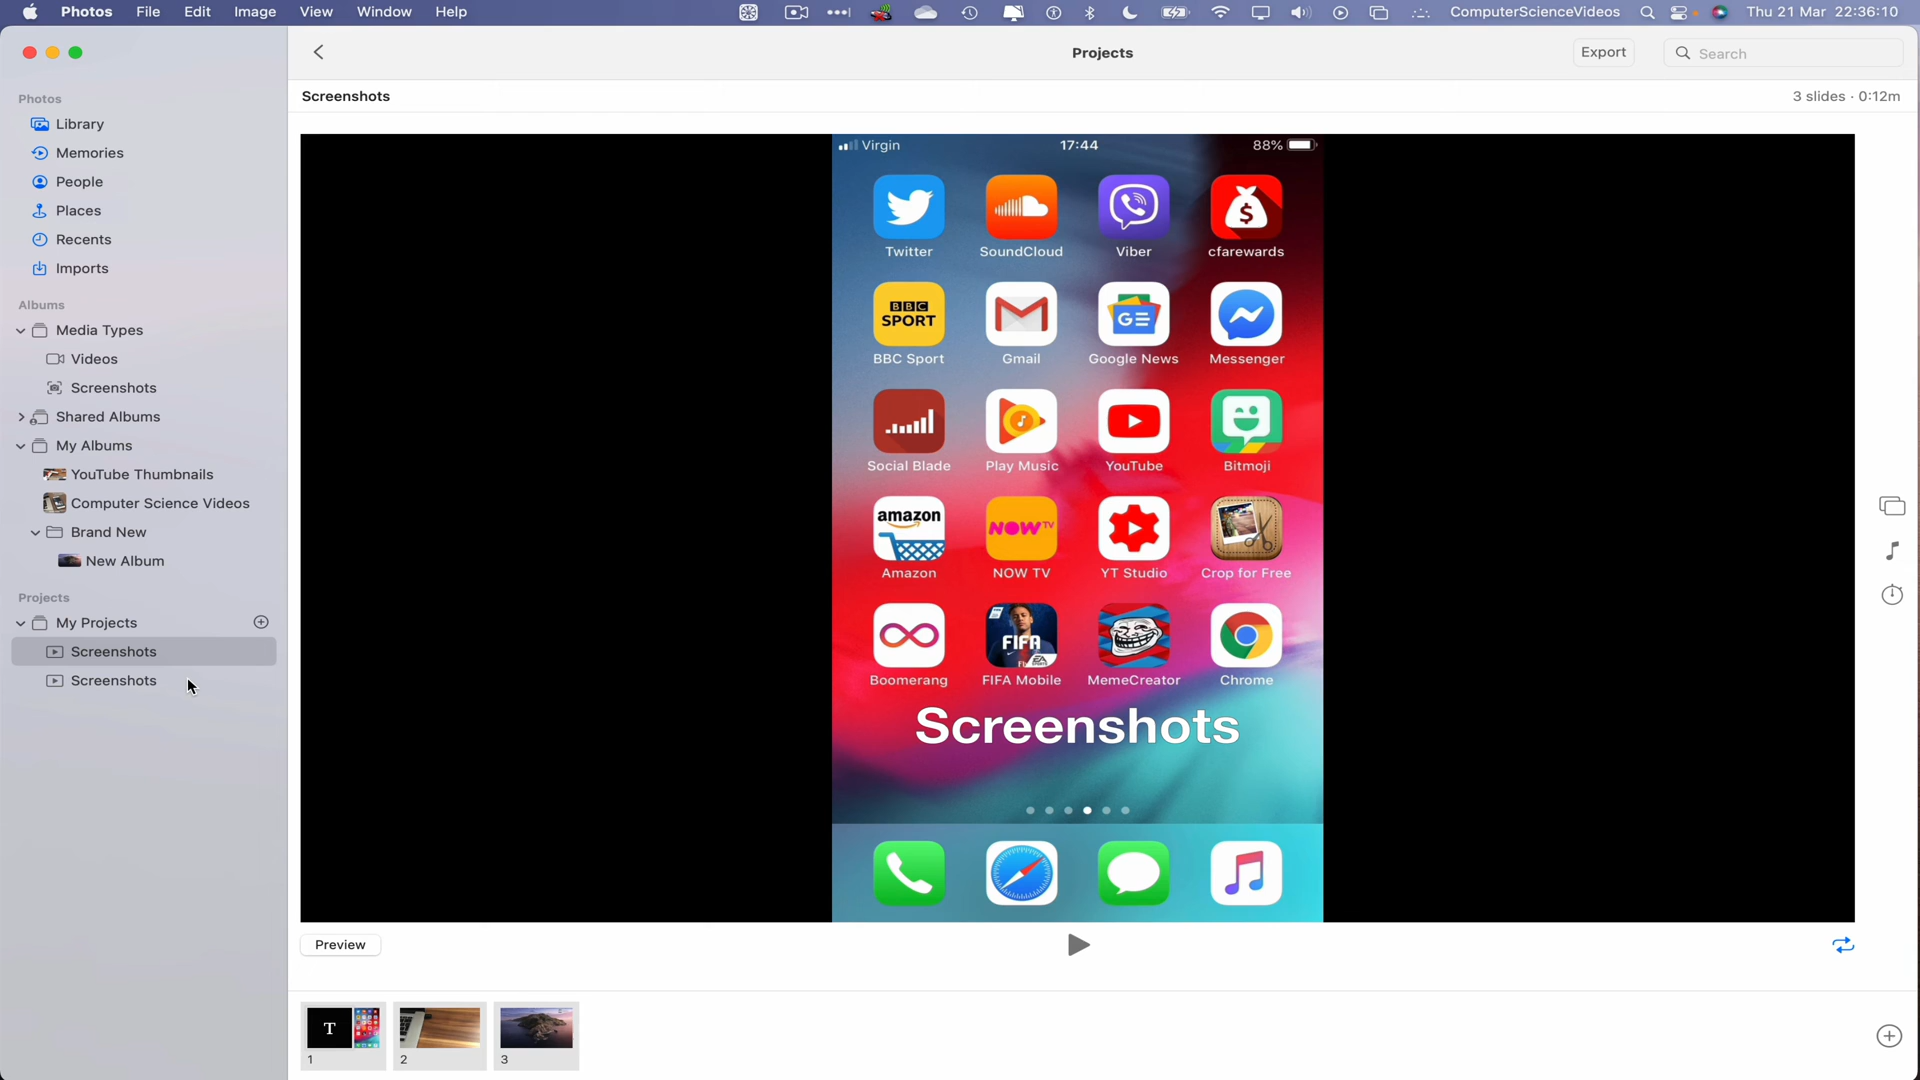 Photos File Edit Image View Window Help ComputerScienceVideos Thu 21 Mar 22:36:10
Projects
Export
Search
Screenshots
3 slides · 0:12m
Photos
Library
Memories
People
Places
Recents
Imports
Albums
Media Types
Videos
Screenshots
Shared Albums
My Albums
YouTube Thumbnails
Computer Science Videos
Brand New
New Album
Projects
My Projects
Screenshots
Screenshots
Virgin 17:44 88%
Twitter SoundCloud Viber cfarewards
BBC
SPORT
GE
BBC Sport Gmail Google News Messenger
Social Blade Play Music YouTube Bitmoji
amazon
NOW TV
Amazon NOW TV YT Studio Crop for Free
FIFA
EA
SPORTS
Boomerang FIFA Mobile MemeCreator Chrome
Screenshots
Preview
T
1 2 3